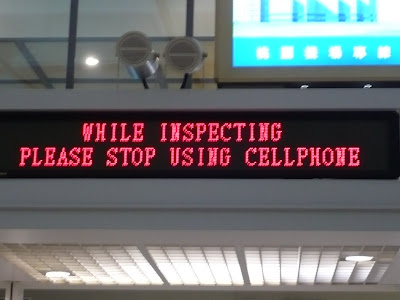 WHILE INSPECTING
PLEASE STOP USING CELLPHONE